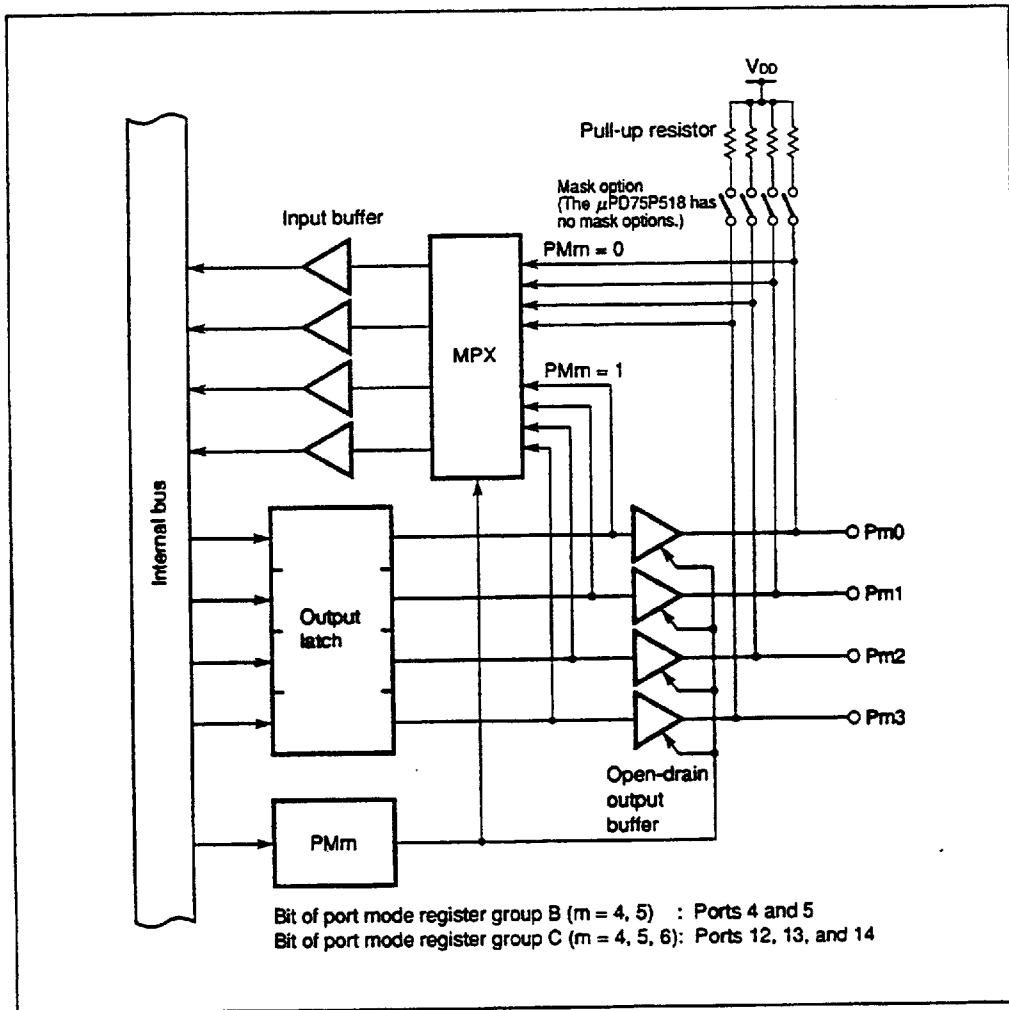 VDD
Pull-up resistor
Mask option
(The µPD75P518 has
no mask options.)
Input buffer
PMm = 0
MPX
PMm = 1
Internal bus
Output
latch
Pm0
Pm1
Pm2
Pm3
Open-drain
output
buffer
PMm
Bit of port mode register group B (m = 4, 5) : Ports 4 and 5
Bit of port mode register group C (m = 4, 5, 6): Ports 12, 13, and 14